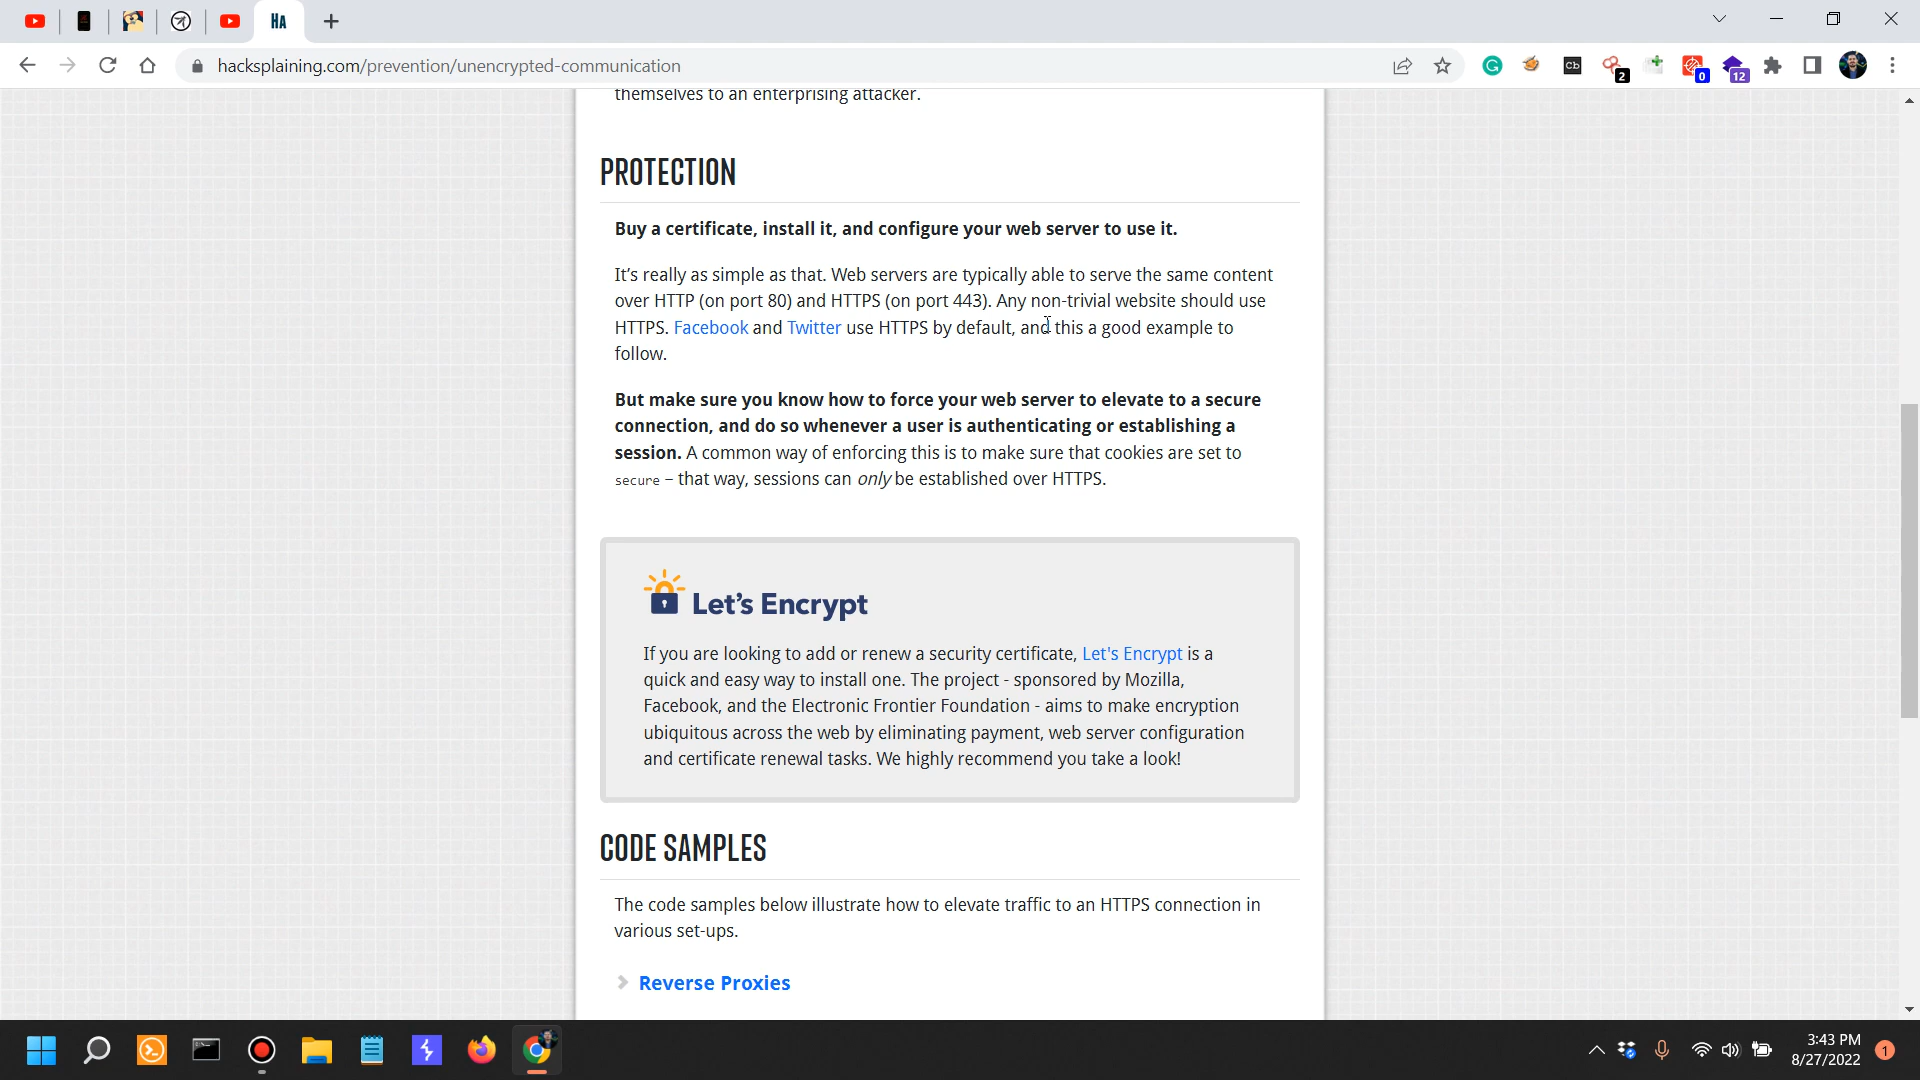 Ha
hacksplaining.com/prevention/unencrypted-communication
2
0
12
themselves to an enterprising attacker.
PROTECTION
Buy a certificate, install it, and configure your web server to use it.
It's really as simple as that. Web servers are typically able to serve the same content
over HTTP (on port 80) and HTTPS (on port 443). Any non-trivial website should use
HTTPS. Facebook and Twitter use HTTPS by default, and this a good example to
follow.
But make sure you know how to force your web server to elevate to a secure
connection, and do so whenever a user is authenticating or establishing a
session. A common way of enforcing this is to make sure that cookies are set to
secure – that way, sessions can only be established over HTTPS.
Let's Encrypt
If you are looking to add or renew a security certificate, Let's Encrypt is a
quick and easy way to install one. The project - sponsored by Mozilla,
Facebook, and the Electronic Frontier Foundation - aims to make encryption
ubiquitous across the web by eliminating payment, web server configuration
and certificate renewal tasks. We highly recommend you take a look!
CODE SAMPLES
The code samples below illustrate how to elevate traffic to an HTTPS connection in
various set-ups.
Reverse Proxies
3:43 PM
8/27/2022
1